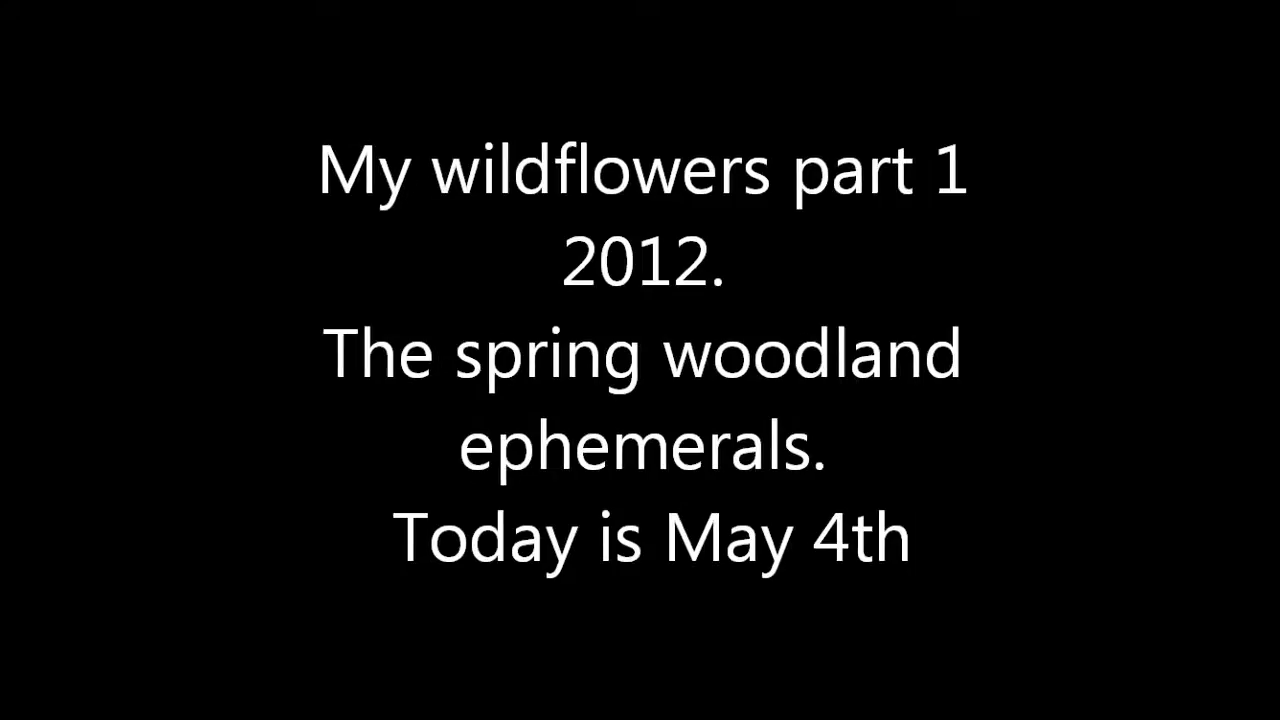 My wildflowers part 1
2012.
The spring woodland
ephemerals.
Today is May 4th